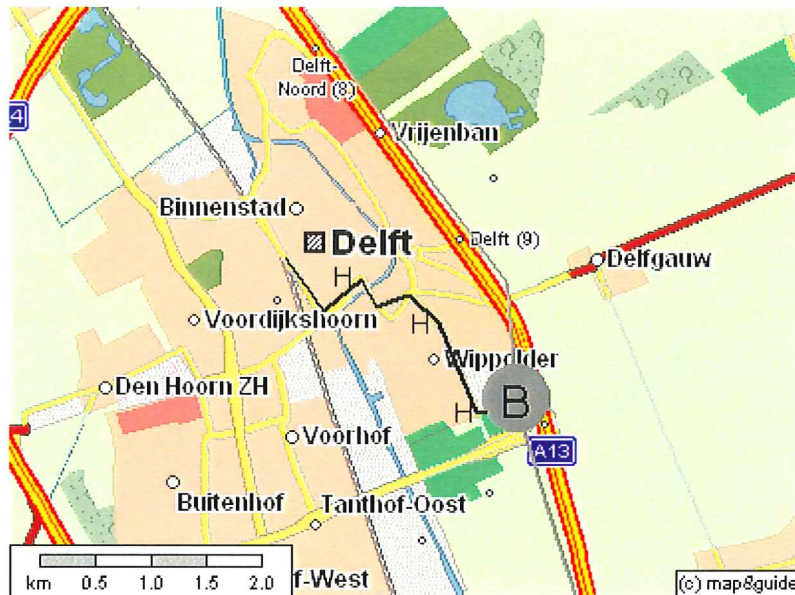 Delft-
Noord (8)
4
Vrijenban
Binnenstad
Delft
Delft (9)
Delfgauw
H
Voordijkshoorn
H
Wippolder
Den Hoorn ZH
H
B
Voorhof
A13
Buitenhof
Tanthof-Oost
f-West
km 0.5 1.0 1.5 2.0
(c) map&guide